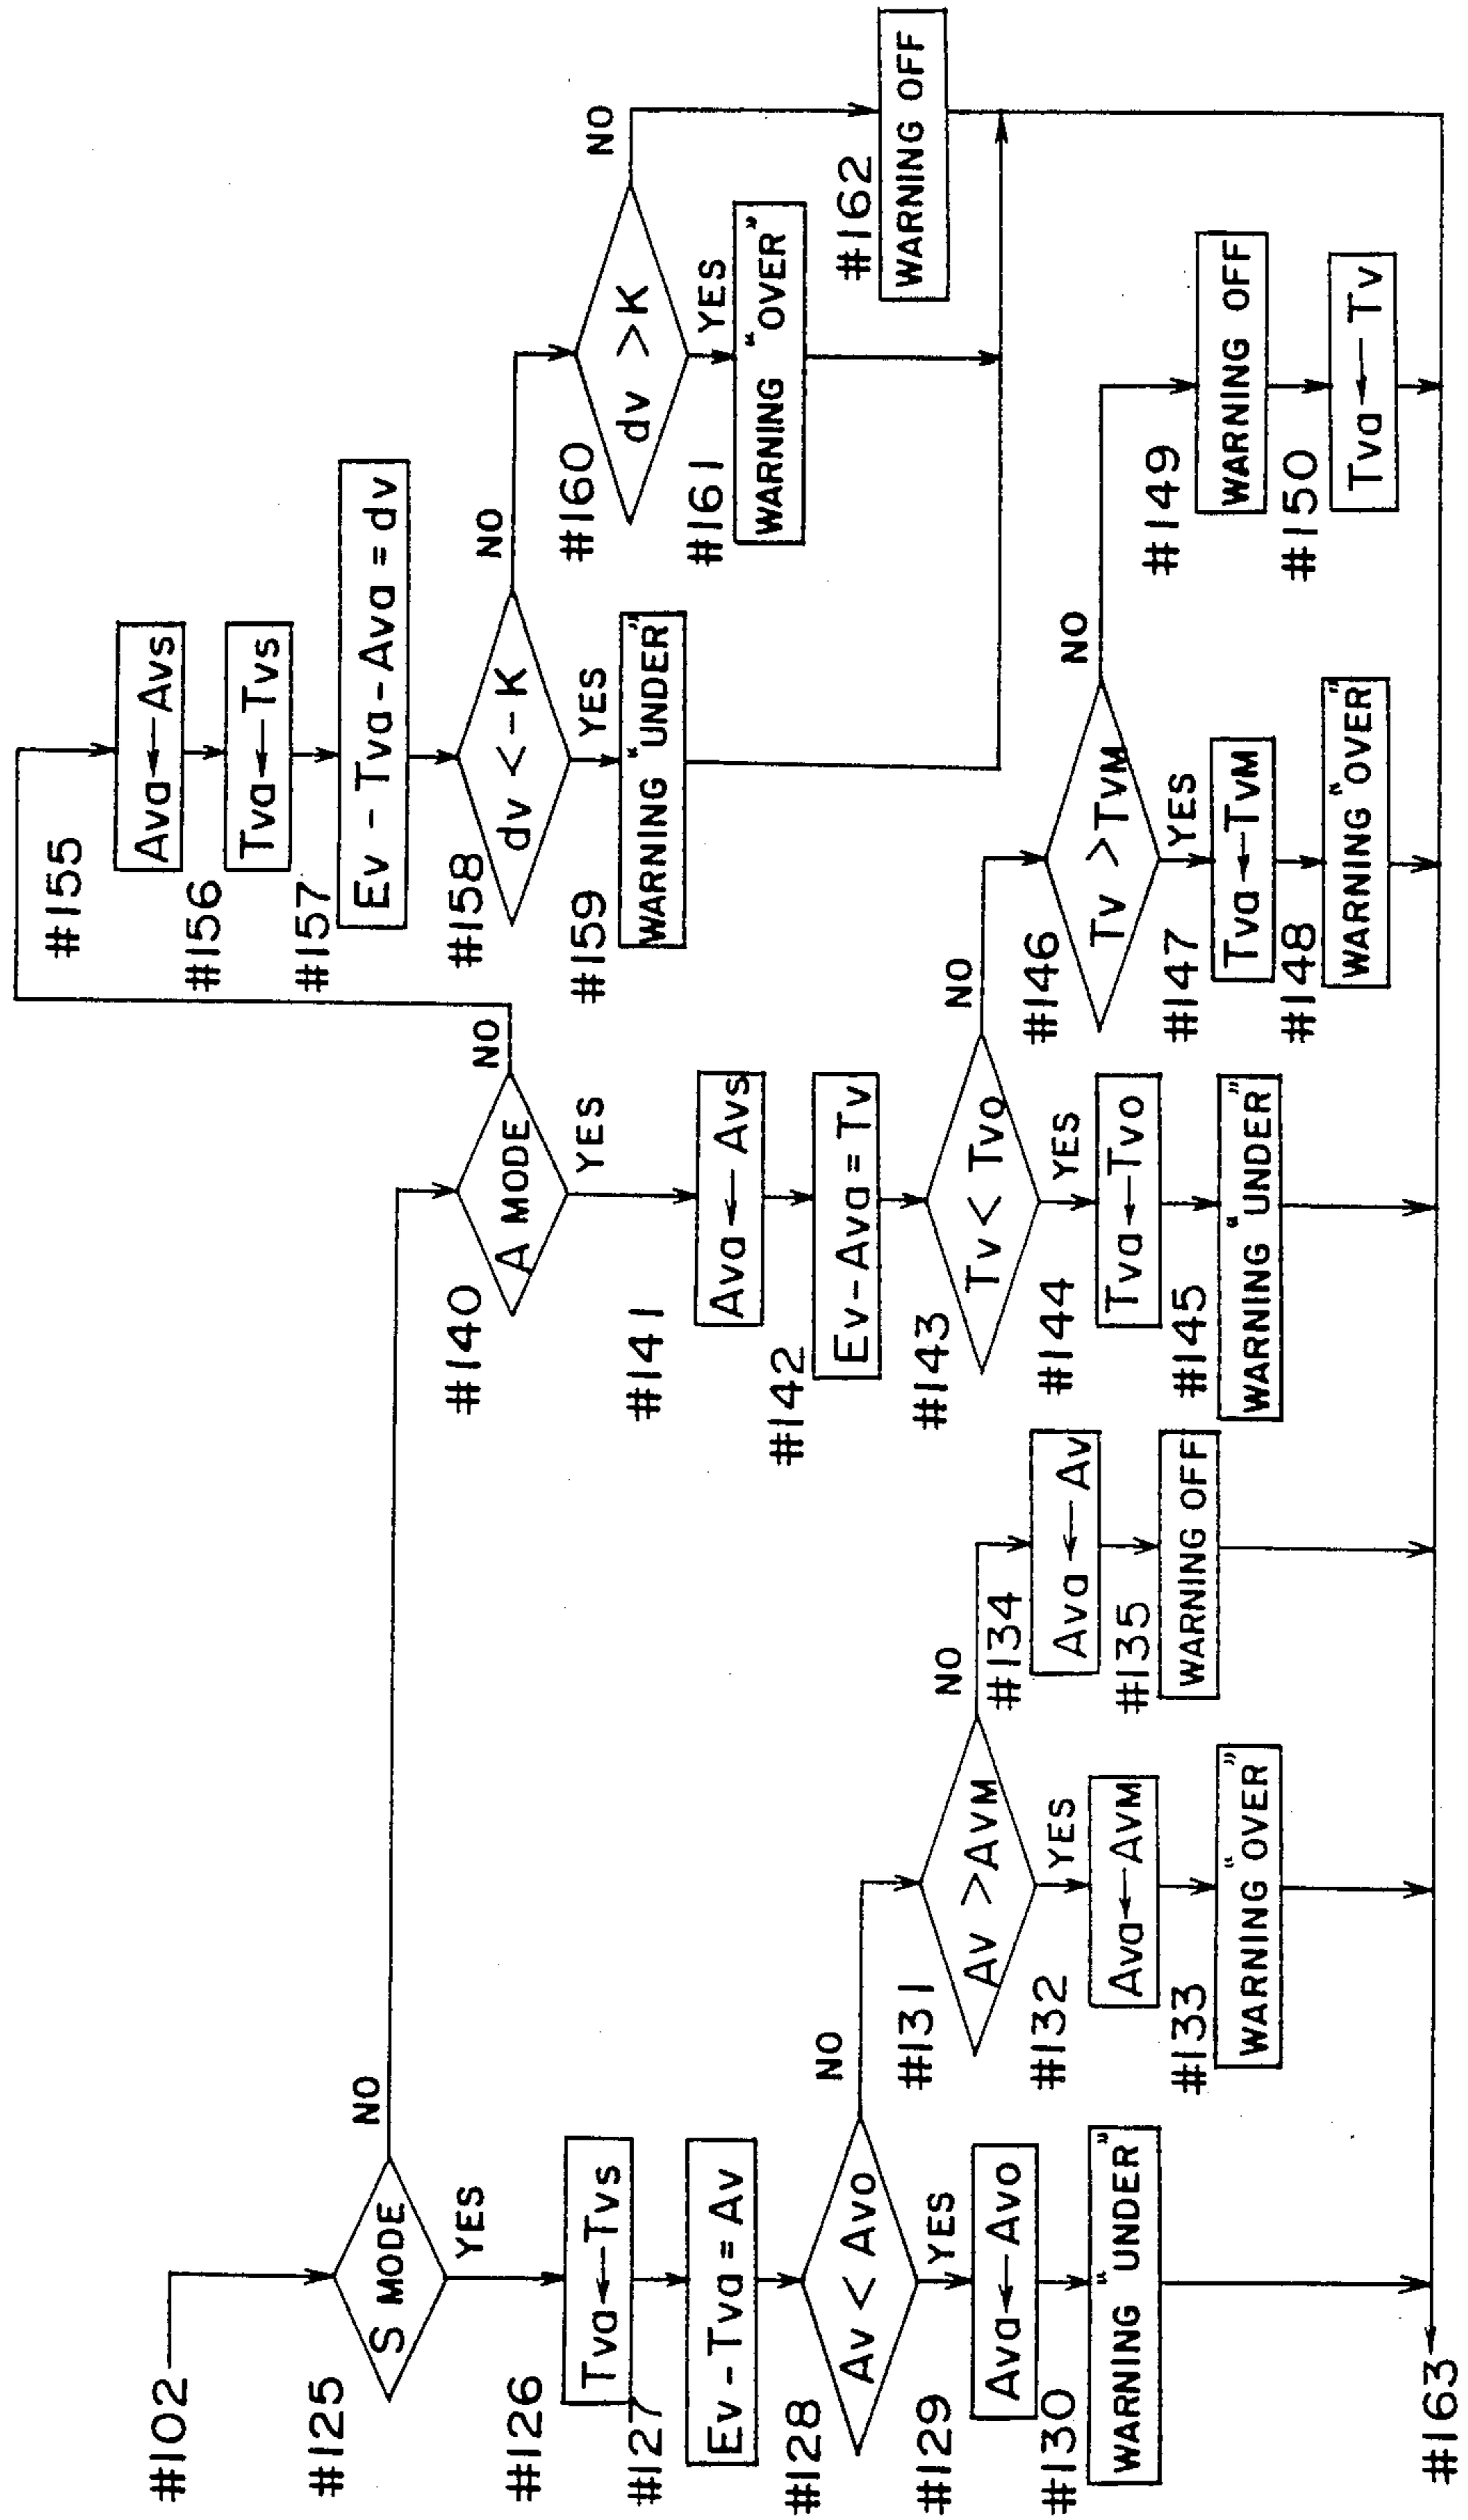 #102
#125
S MODE
NO
YES
#126
Tva←Tvs
#127
Ev-Tva=Av
#128
Av < Avo
NO
YES
#129
Ava←Avo
#130
WARNING “UNDER”
#131
Av >AVM
NO
YES
#132
Ava←AVM
#133
WARNING “OVER”
#134
Ava←Av
#135
WARNING OFF
#140
A MODE
NO
YES
#141
Ava←Avs
#142
Ev-Ava=Tv
#143
Tv< Tvo
NO
YES
#144
Tva←Tvo
#145
WARNING “UNDER”
#146
Tv >TVM
NO
YES
#147
Tva←TVM
#148
WARNING “OVER”
#149
WARNING OFF
#150
Tva←Tv
#155
Ava←Avs
#156
Tva←Tvs
#157
Ev - Tva-Ava = dv
#158
dv <-K
NO
YES
#159
WARNING “UNDER”
#160
dv >K
NO
YES
#161
WARNING “OVER”
#162
WARNING OFF
#163